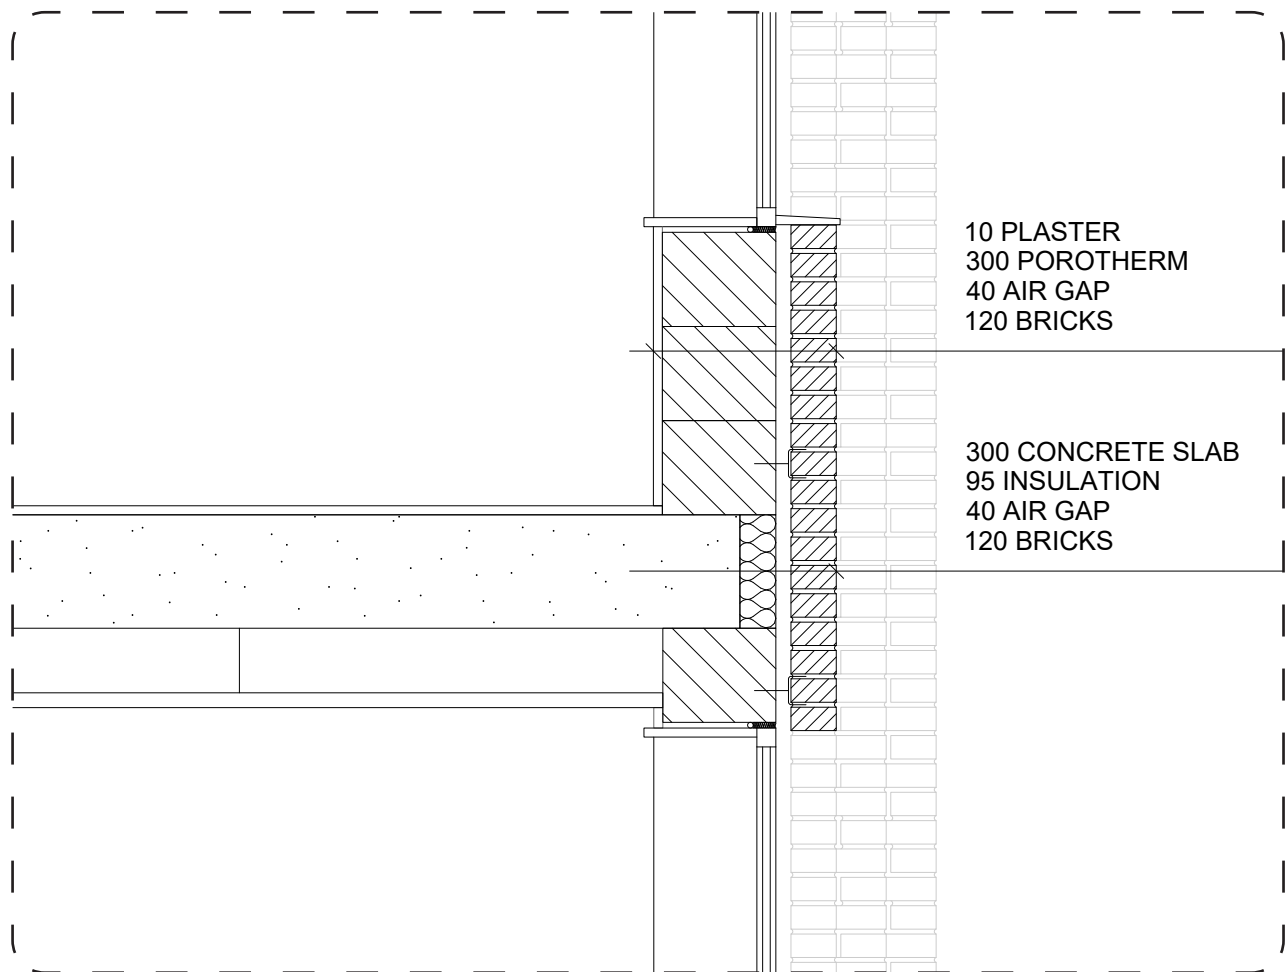 10 PLASTER
300 POROTHERM
40 AIR GAP
120 BRICKS
300 CONCRETE SLAB
95 INSULATION
40 AIR GAP
120 BRICKS